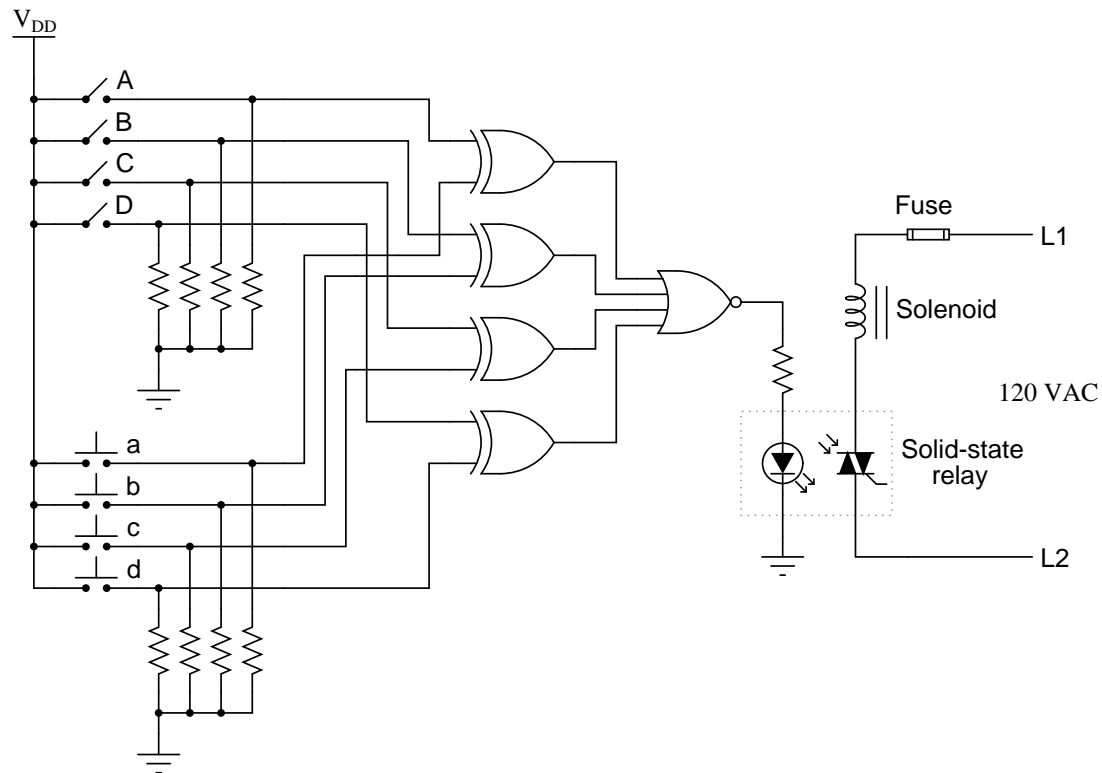 VDD
A
B
C
D
Fuse
L1
Solenoid
120 VAC
a
Solid-state
relay
b
c
d
L2